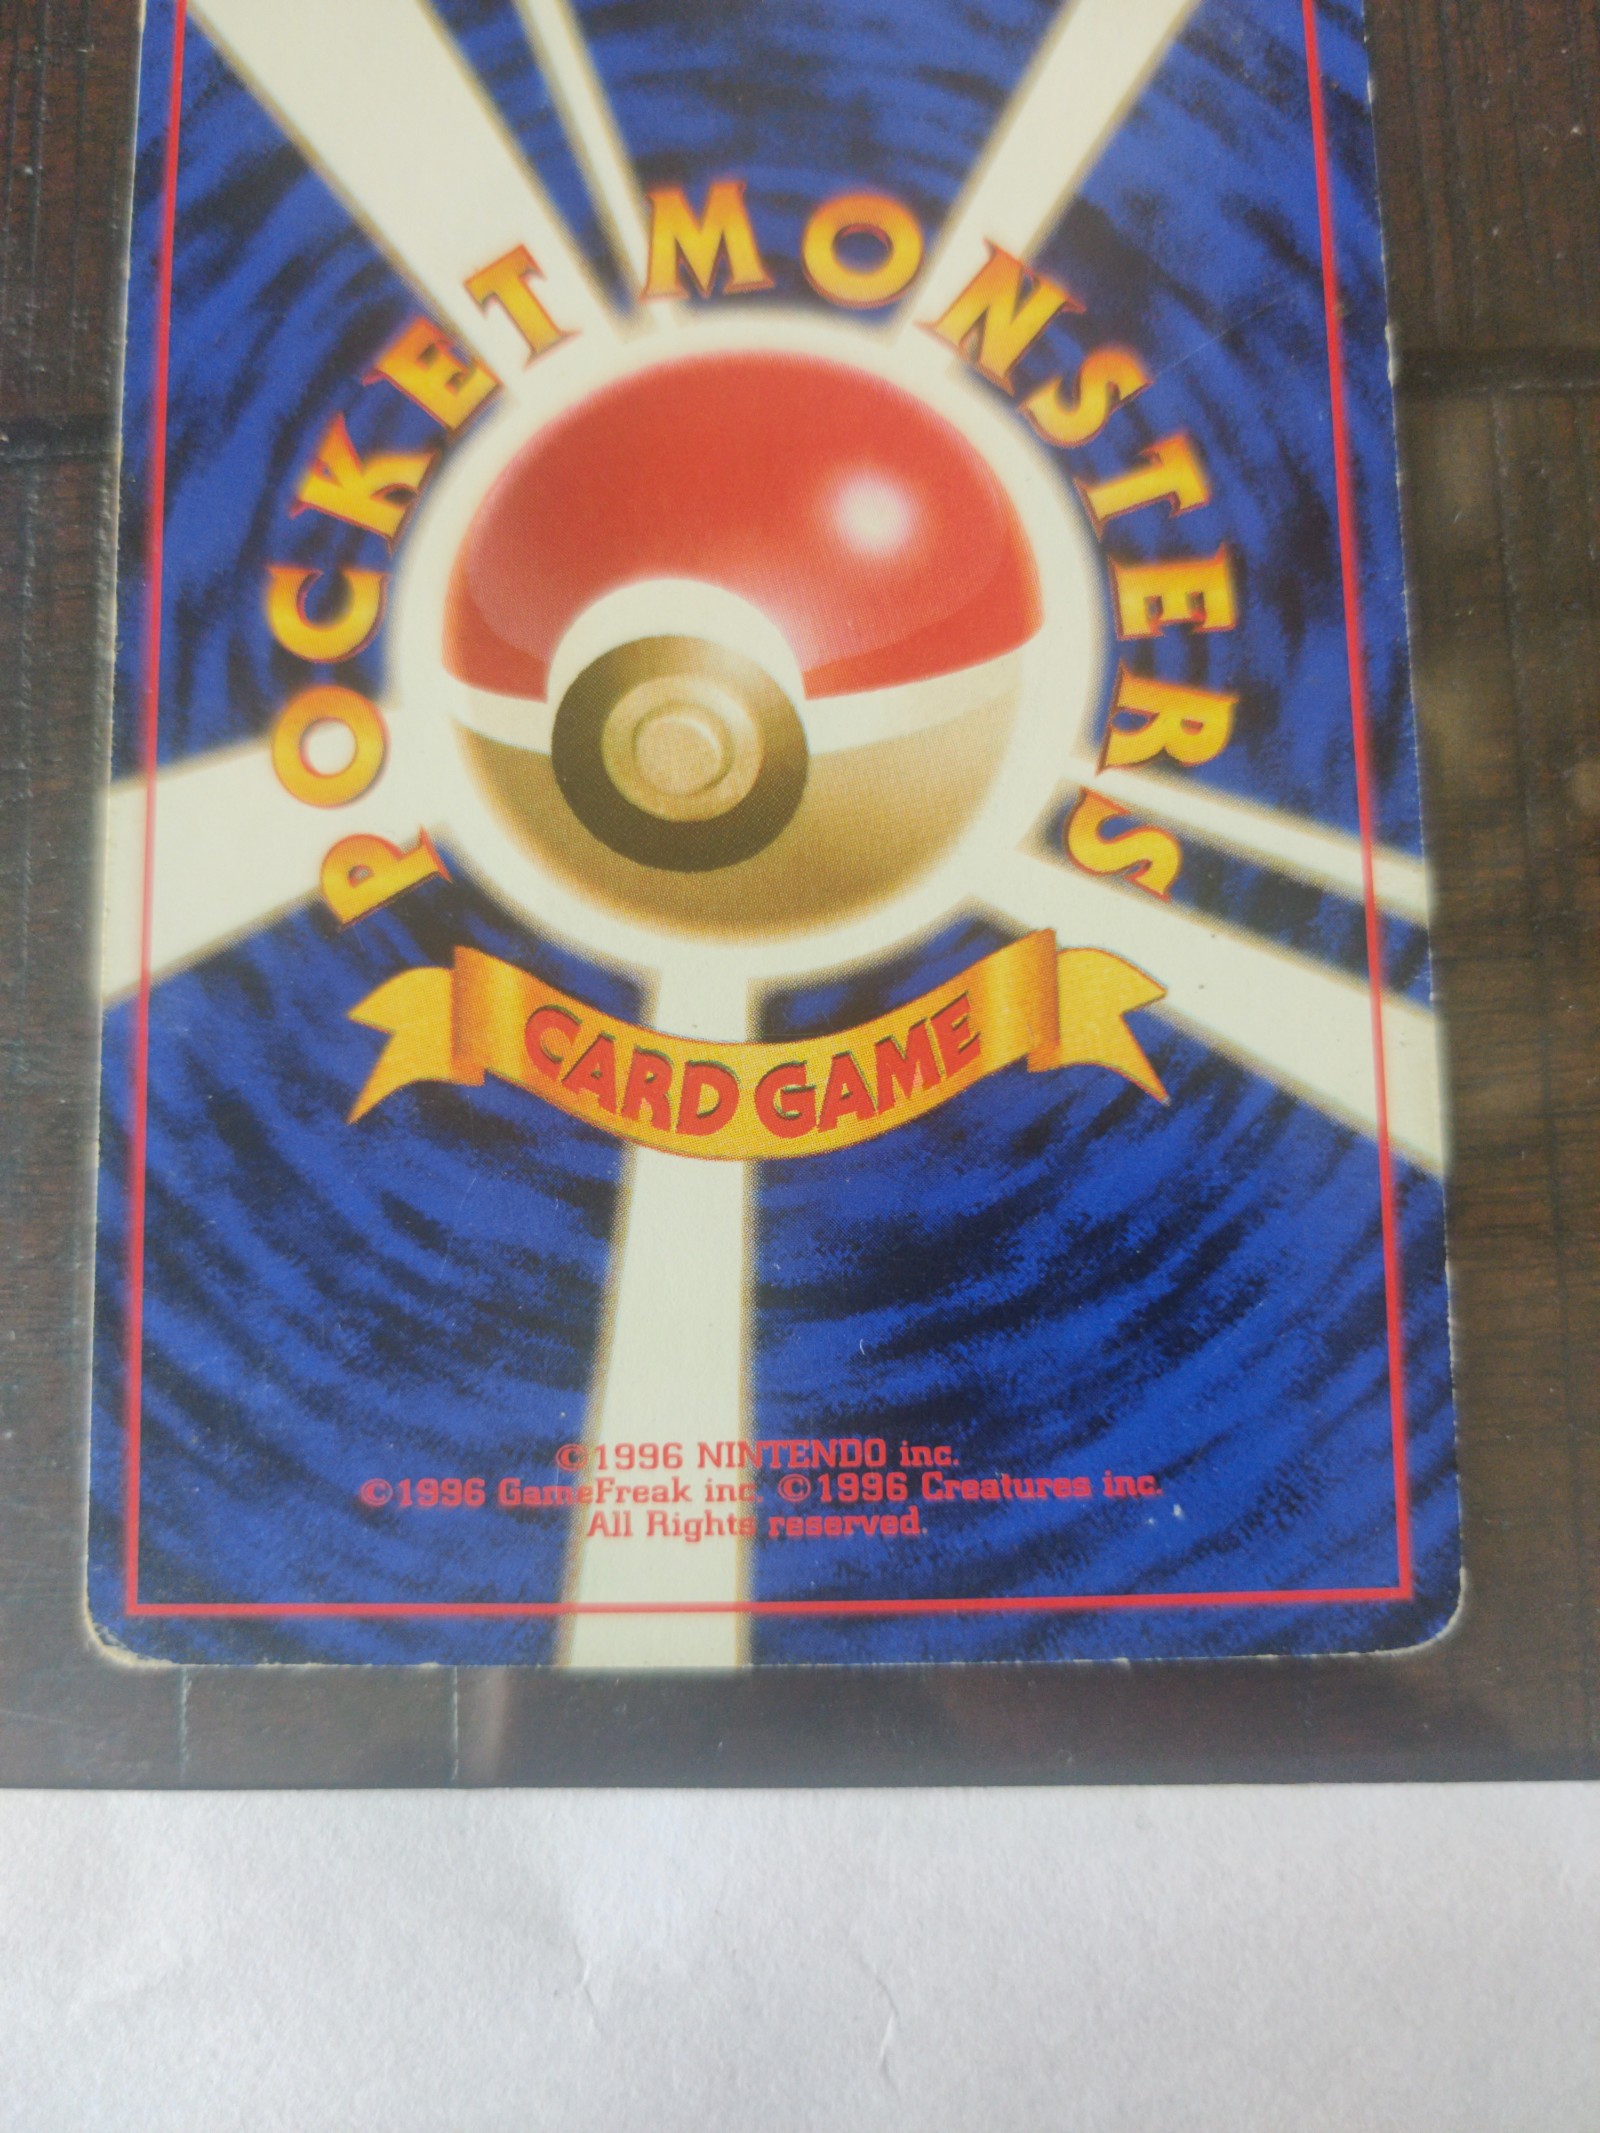 POCKET MONSTERS
CARD GAME
©1996 NINTENDO inc.
©1996 GameFreak inc. ©1996 Creatures inc.
All Rights reserved.